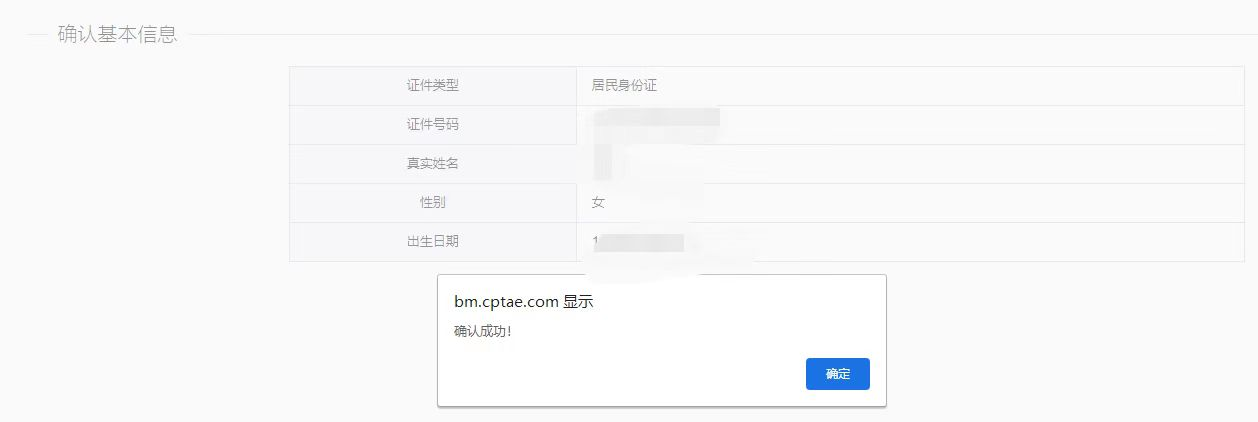 确认基本信息
证件类型 居民身份证
证件号码
真实姓名
性别 女
出生日期 1
bm.cptae.com 显示
确认成功!
确定